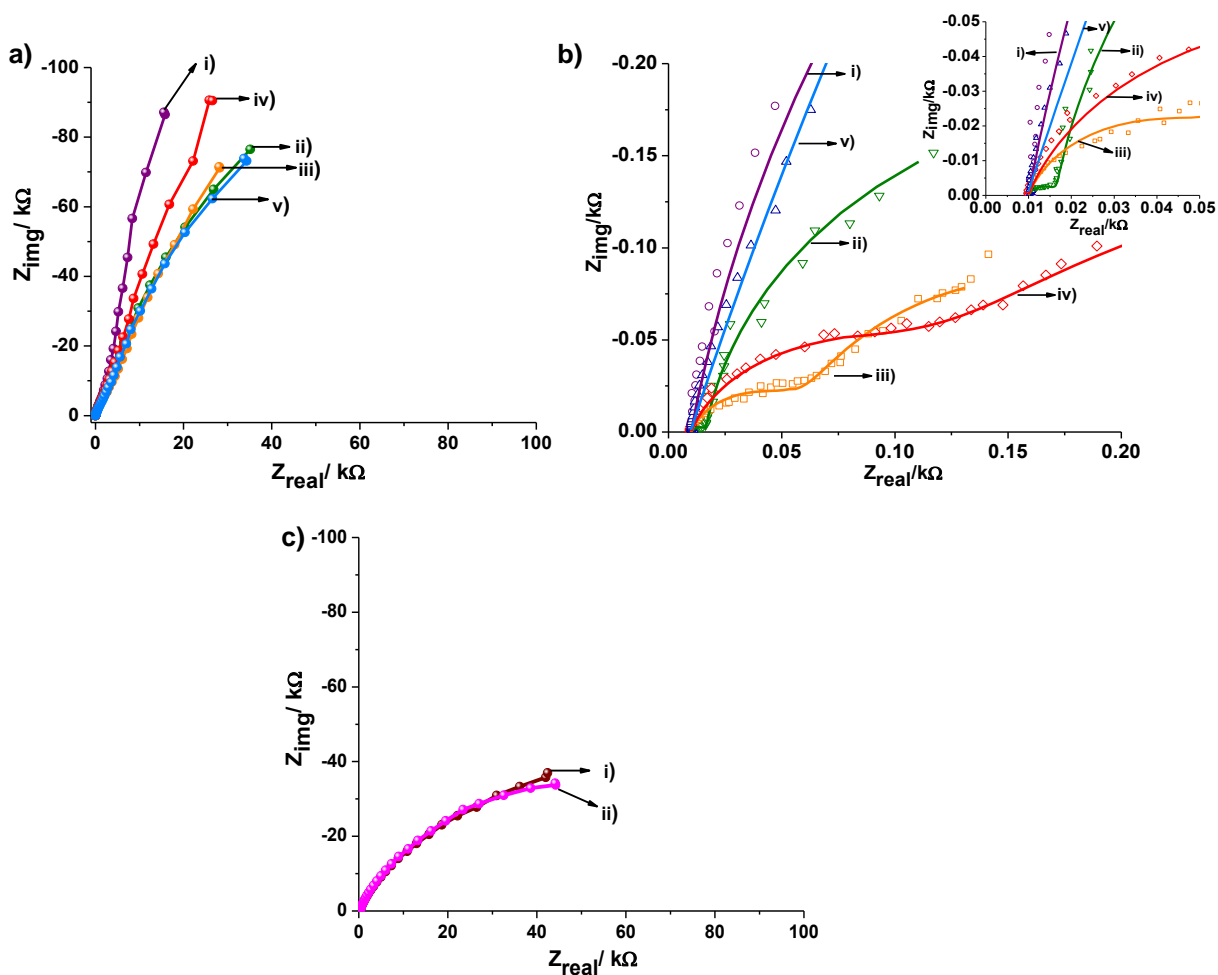 a)
-100
-80
-60
-40
-20
0
Z_img/ kΩ
0 20 40 60 80 100
Z_real/ kΩ
i)
iv)
ii)
iii)
v)
b)
-0.20
-0.15
-0.10
-0.05
0.00
Z_img/kΩ
0.00 0.05 0.10 0.15 0.20
Z_real/kΩ
i)
v)
ii)
iv)
iii)
-0.05
-0.04
-0.03
-0.02
-0.01
0.00
Z_img/kΩ
0.00 0.01 0.02 0.03 0.04 0.05
Z_real/kΩ
i)
v)
ii)
iv)
iii)
c)
-100
-80
-60
-40
-20
0
Z_img/ kΩ
0 20 40 60 80 100
Z_real/ kΩ
i)
ii)